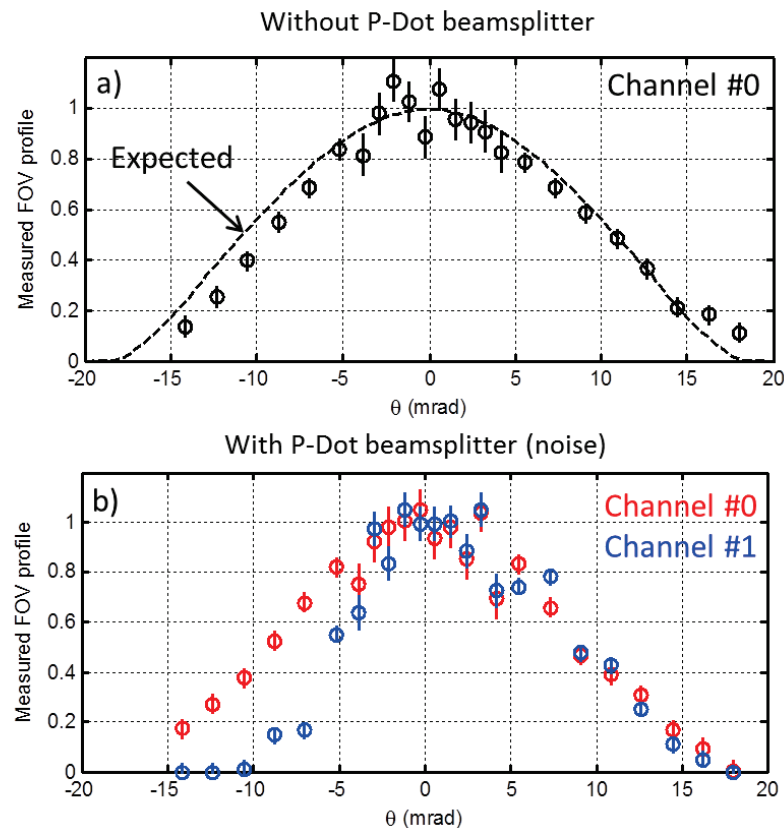 Without P-Dot beamsplitter
a)
Channel #0
Expected
Measured FOV profile
1
0.8
0.6
0.4
0.2
0
-20 -15 -10 -5 0 5 10 15 20
θ (mrad)
With P-Dot beamsplitter (noise)
b)
Channel #0
Channel #1
Measured FOV profile
1
0.8
0.6
0.4
0.2
0
-20 -15 -10 -5 0 5 10 15 20
θ (mrad)